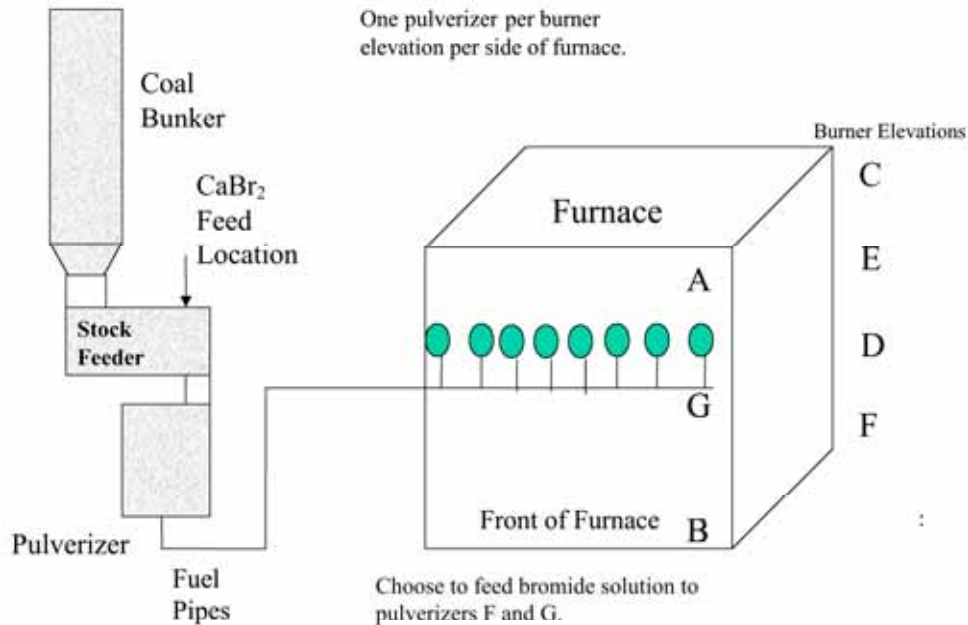 One pulverizer per burner
elevation per side of furnace.
Coal
Bunker
Burner Elevations
CaBr₂
Feed
Location
C
Furnace
E
A
Stock
Feeder
D
G
F
Front of Furnace
B
:
Pulverizer
Fuel
Pipes
Choose to feed bromide solution to
pulverizers F and G.